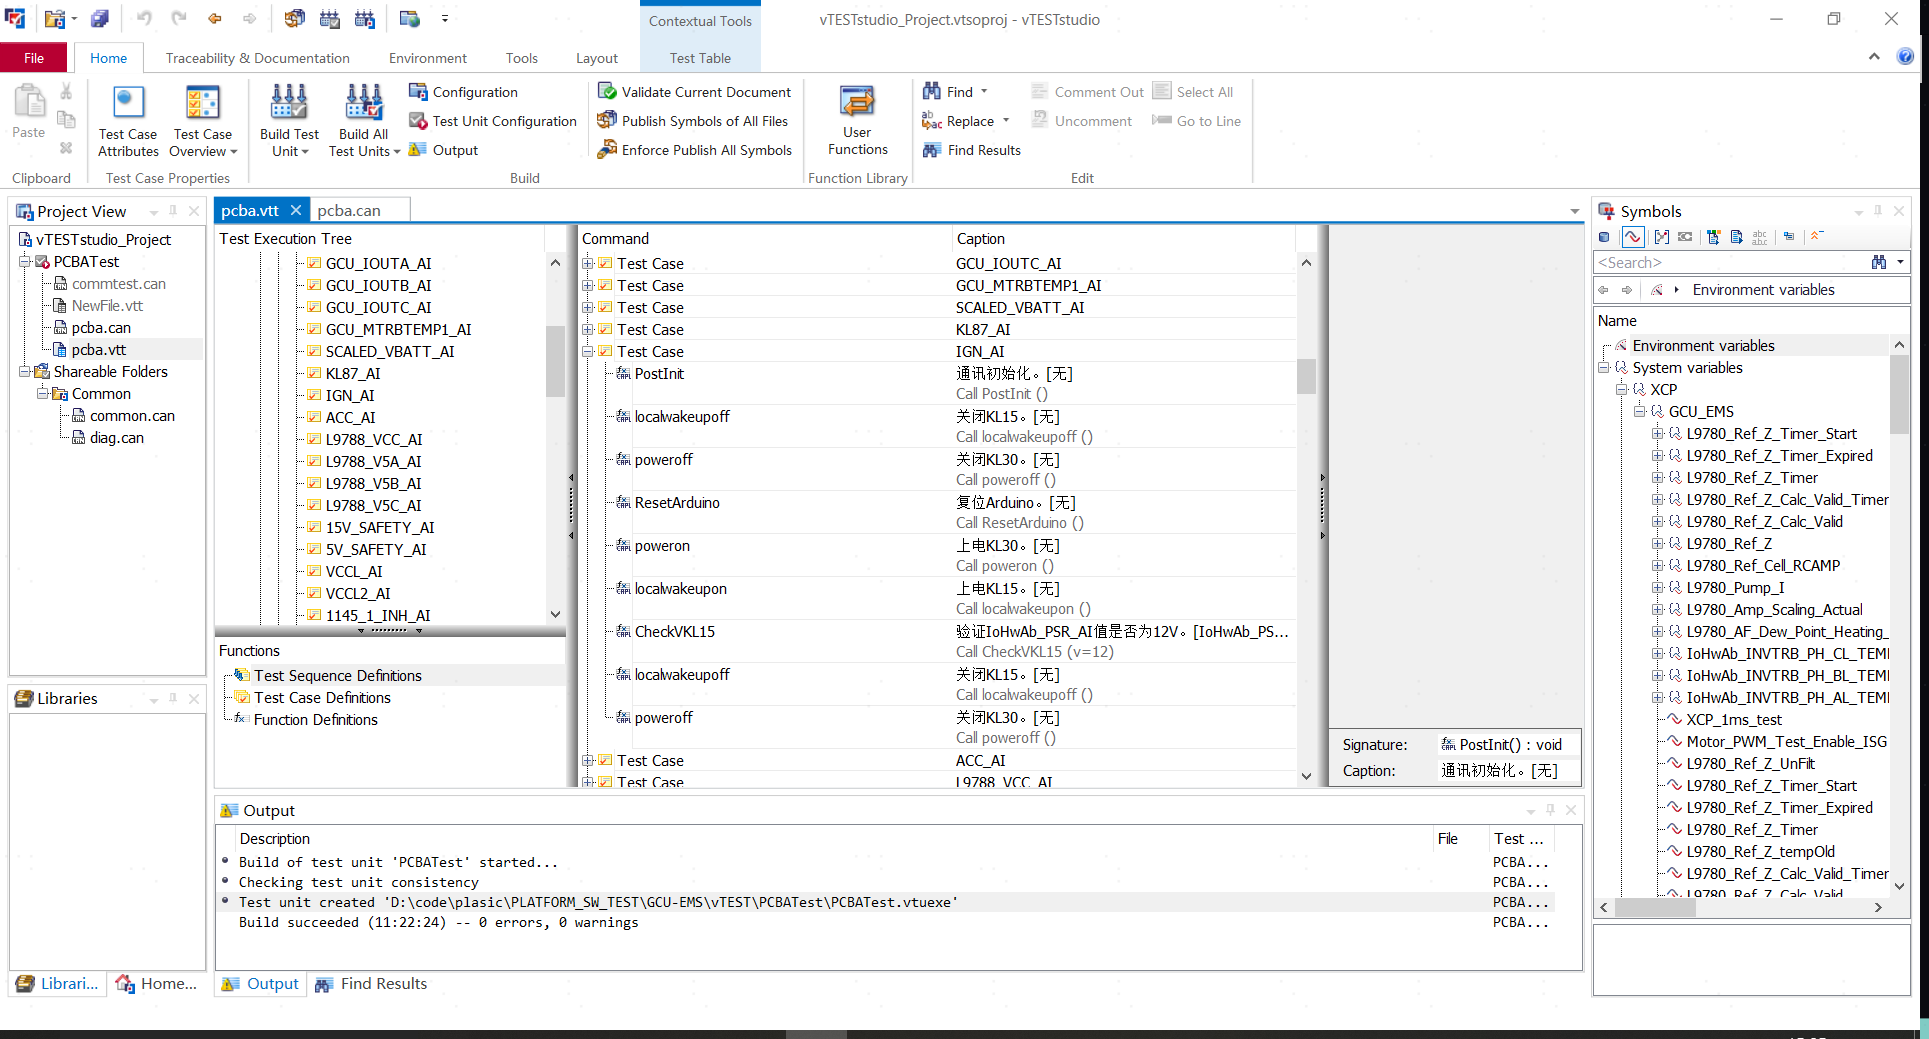 Contextual Tools
vTESTstudio_Project.vtsoproj - vTESTstudio
File
Home
Traceability & Documentation
Environment
Tools
Layout
Test Table
Paste
Clipboard
Test Case Attributes
Test Case Overview
Test Case Properties
Build Test Unit
Build All Test Units
Configuration
Test Unit Configuration
Output
Validate Current Document
Publish Symbols of All Files
Enforce Publish All Symbols
Build
User Functions
Function Library
Find
Replace
Find Results
Comment Out
Uncomment
Select All
Go to Line
Edit
Project View
vTESTstudio_Project
PCBATest
commtest.can
NewFile.vtt
pcba.can
pcba.vtt
Shareable Folders
Common
common.can
diag.can
Libraries
Librari...
Home...
pcba.vtt
pcba.can
Test Execution Tree
GCU_IOUTA_AI
GCU_IOUTB_AI
GCU_IOUTC_AI
GCU_MTRBTEMP1_AI
SCALED_VBATT_AI
KL87_AI
IGN_AI
ACC_AI
L9788_VCC_AI
L9788_V5A_AI
L9788_V5B_AI
L9788_V5C_AI
15V_SAFETY_AI
5V_SAFETY_AI
VCCL_AI
VCCL2_AI
1145_1_INH_AI
Functions
Test Sequence Definitions
Test Case Definitions
Function Definitions
Command Caption
Test Case GCU_IOUTC_AI
Test Case GCU_MTRBTEMP1_AI
Test Case SCALED_VBATT_AI
Test Case KL87_AI
Test Case IGN_AI
PostInit 通讯初始化。[无]
Call PostInit ()
localwakeupoff 关闭KL15。[无]
Call localwakeupoff ()
poweroff 关闭KL30。[无]
Call poweroff ()
ResetArduino 复位Arduino。[无]
Call ResetArduino ()
poweron 上电KL30。[无]
Call poweron ()
localwakeupon 上电KL15。[无]
Call localwakeupon ()
CheckVKL15 验证IoHwAb_PSR_AI值是否为12V。[IoHwAb_PS...
Call CheckVKL15 (v=12)
localwakeupoff 关闭KL15。[无]
Call localwakeupoff ()
poweroff 关闭KL30。[无]
Call poweroff ()
Test Case ACC_AI
Test Case L9788_VCC_AI
Signature: PostInit() : void
Caption: 通讯初始化。[无]
Output
Description File Test ...
Build of test unit 'PCBATest' started... PCBA...
Checking test unit consistency PCBA...
Test unit created 'D:\code\plasic\PLATFORM_SW_TEST\GCU-EMS\vTEST\PCBATest\PCBATest.vtuexe' PCBA...
Build succeeded (11:22:24) -- 0 errors, 0 warnings PCBA...
Output
Find Results
Symbols
<Search>
Environment variables
Name
Environment variables
System variables
XCP
GCU_EMS
L9780_Ref_Z_Timer_Start
L9780_Ref_Z_Timer_Expired
L9780_Ref_Z_Timer
L9780_Ref_Z_Calc_Valid_Timer
L9780_Ref_Z_Calc_Valid
L9780_Ref_Z
L9780_Ref_Cell_RCAMP
L9780_Pump_I
L9780_Amp_Scaling_Actual
L9780_AF_Dew_Point_Heating_
IoHwAb_INVTRB_PH_CL_TEMI
IoHwAb_INVTRB_PH_BL_TEMI
IoHwAb_INVTRB_PH_AL_TEMI
XCP_1ms_test
Motor_PWM_Test_Enable_ISG
L9780_Ref_Z_UnFilt
L9780_Ref_Z_Timer_Start
L9780_Ref_Z_Timer_Expired
L9780_Ref_Z_Timer
L9780_Ref_Z_tempOld
L9780_Ref_Z_Calc_Valid_Timer
L9780_Ref_Z_Calc_Valid